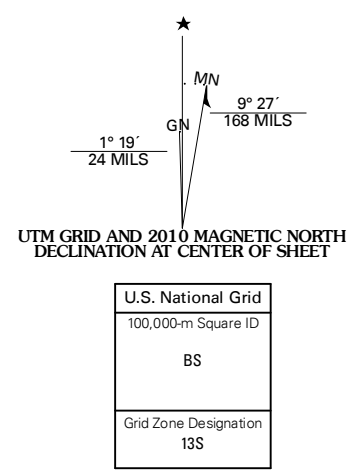 MN
9° 27´
168 MILS
GN
1° 19´
24 MILS
UTM GRID AND 2010 MAGNETIC NORTH
DECLINATION AT CENTER OF SHEET
U.S. National Grid
100,000-m Square ID
BS
Grid Zone Designation
13S